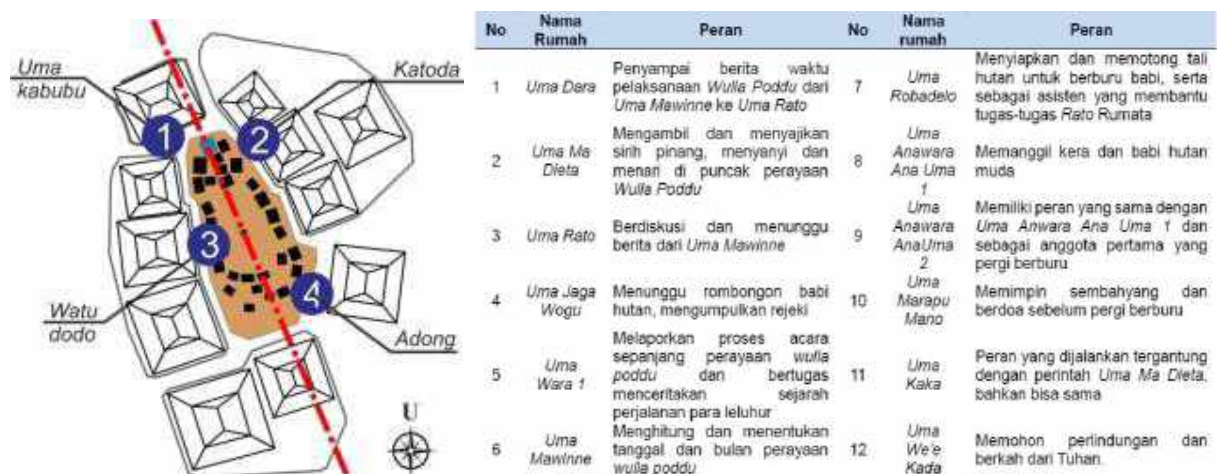 Uma
kabubu
Katoda
1
2
3
4
Watu
dodo
Adong
U
No
Nama
Rumah
Peran
No
Nama
rumah
Peran
1
Uma Dara
Penyampai berita waktu
pelaksanaan Wulla Poddu dari
Uma Mawinne ke Uma Rato
7
Uma
Robadelo
Menyiapkan dan memotong tali
hutan untuk berburu babi, serta
sebagai asisten yang membantu
tugas-tugas Rato Rumata
2
Uma Ma
Dieta
Mengambil dan menyajikan
sirih pinang, menyanyi dan
menari di puncak perayaan
Wulla Poddu
8
Uma
Anawara
Ana Uma
1
Memanggil kera dan babi hutan
muda
3
Uma Rato
Berdiskusi dan menunggu
berita dari Uma Mawinne
9
Uma
Anawara
AnaUma
2
Memiliki peran yang sama dengan
Uma Anwara Ana Uma 1 dan
sebagai anggota pertama yang
pergi berburu
4
Uma Jaga
Wogu
Menunggu rombongon babi
hutan, mengumpulkan rejeki
10
Uma
Marapu
Mano
Memimpin sembahyang dan
berdoa sebelum pergi berburu
5
Uma
Wara 1
Melaporkan proses acara
sepanjang perayaan wulla
poddu dan bertugas
menceritakan sejarah
perjalanan para leluhur
11
Uma
Kaka
Peran yang dijalankan tergantung
dengan perintah Uma Ma Dieta,
bahkan bisa sama
6
Uma
Mawinne
Menghitung dan menentukan
tanggal dan bulan perayaan
wulla poddu
12
Uma
We'e
Kada
Memohon perlindungan dan
berkah dari Tuhan